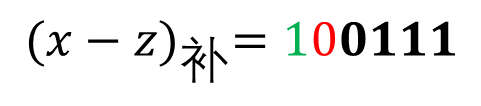 (x − z)补 = 100111